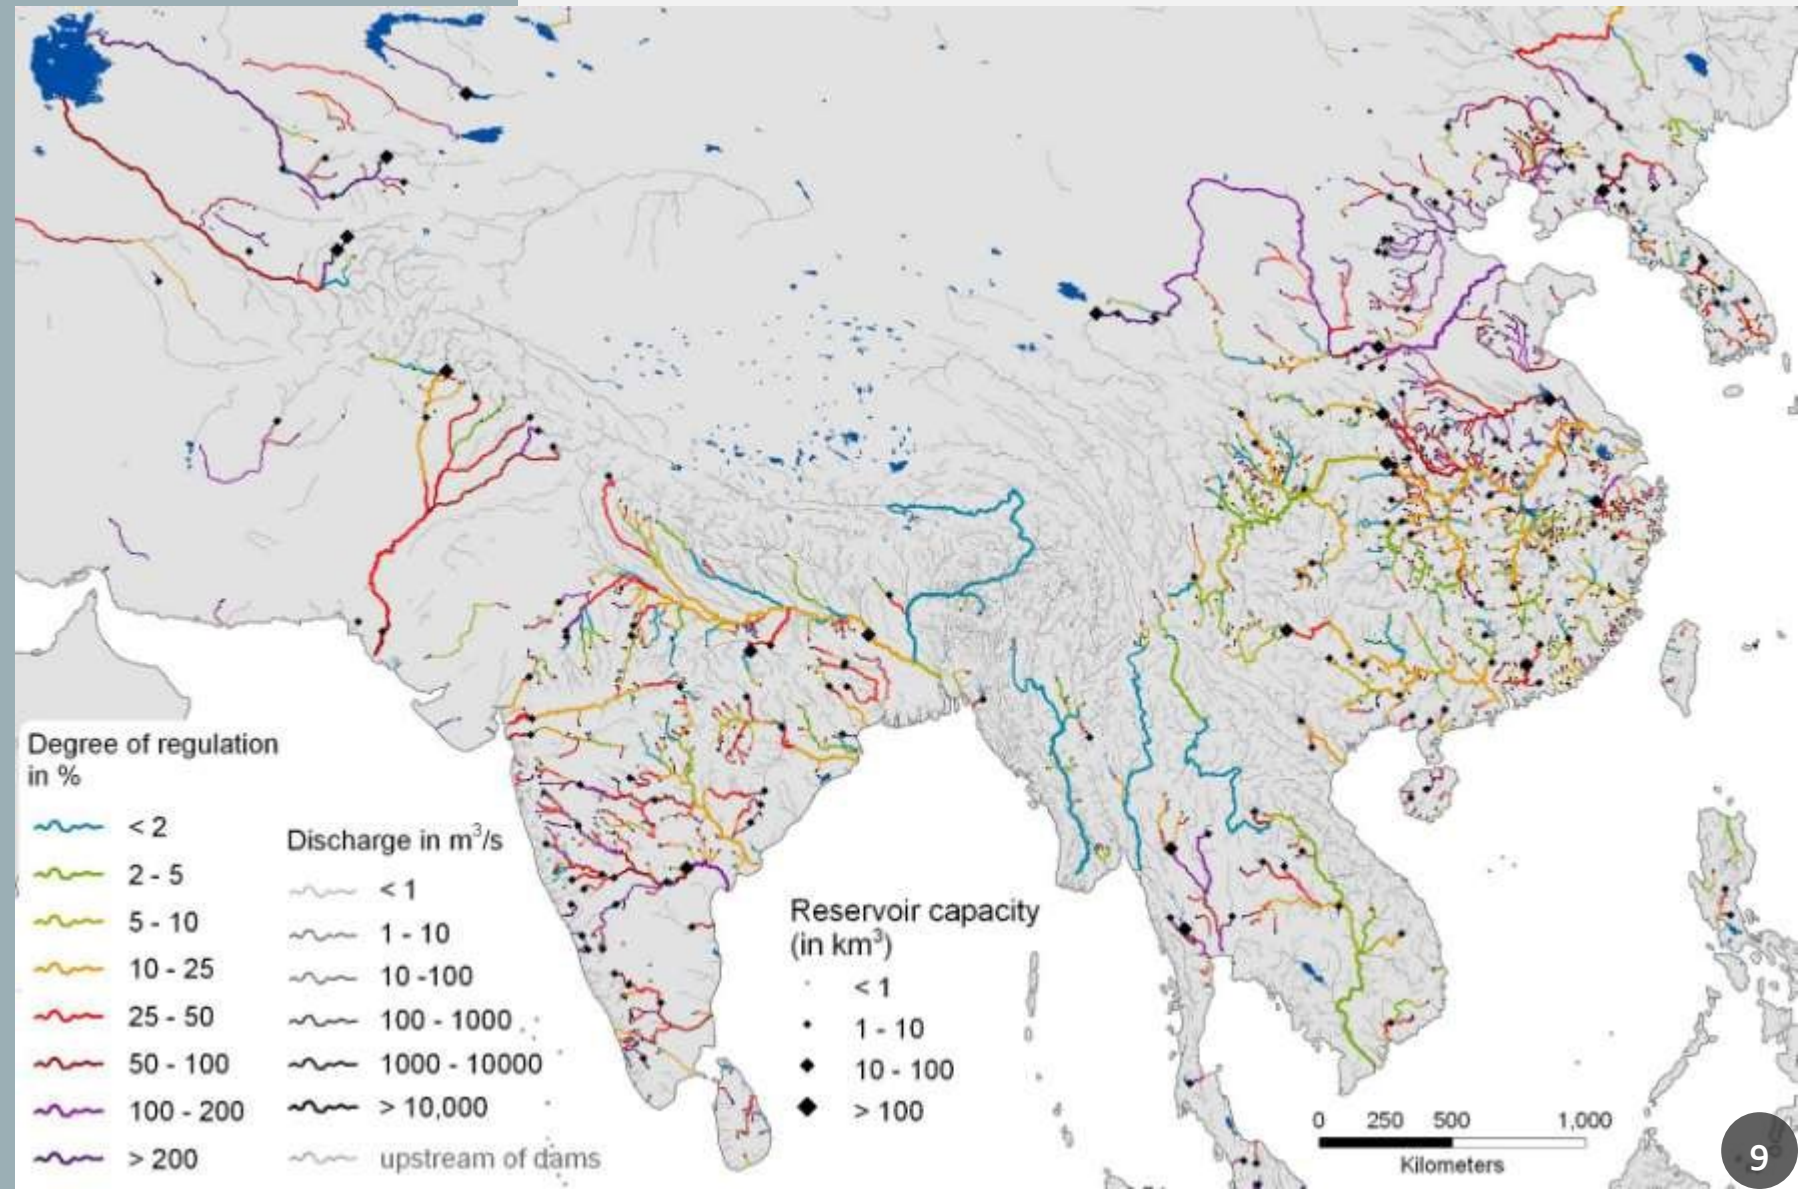 Degree of regulation
in %
< 2
2 - 5
5 - 10
10 - 25
25 - 50
50 - 100
100 - 200
> 200
Discharge in m³/s
< 1
1 - 10
10 -100
100 - 1000
1000 - 10000
> 10,000
upstream of dams
Reservoir capacity
(in km³)
< 1
1 - 10
10 - 100
> 100
0 250 500 1,000
Kilometers
9